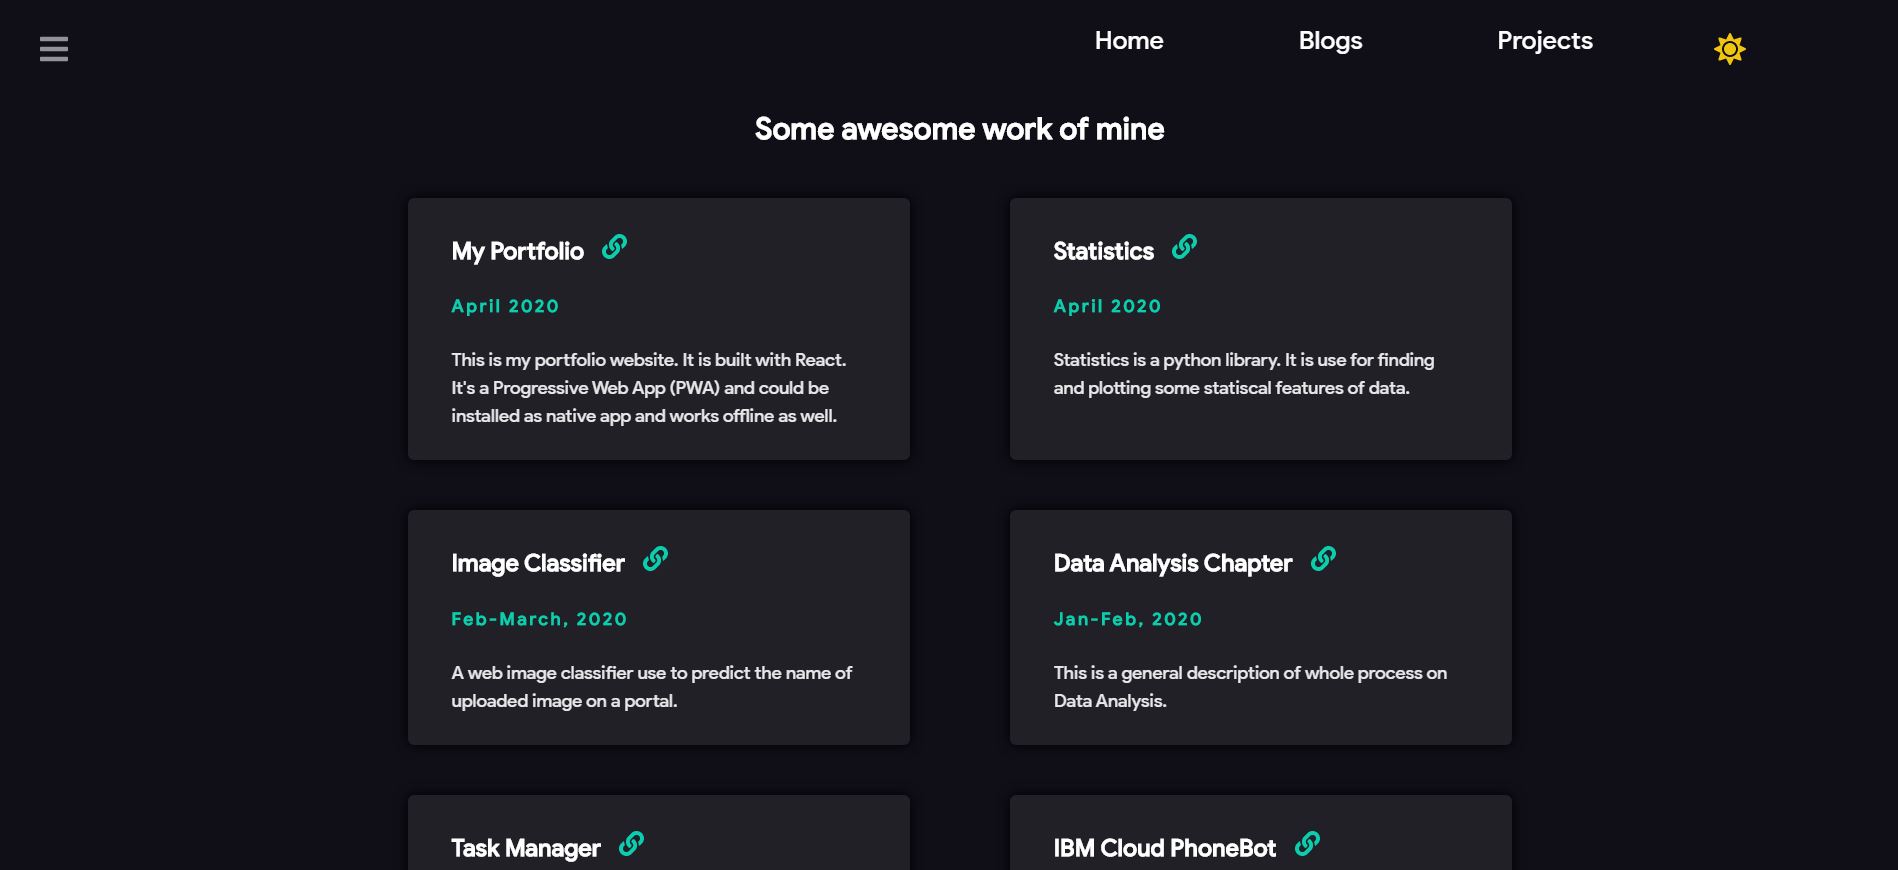 Home Blogs Projects
Some awesome work of mine
My Portfolio
April 2020
This is my portfolio website. It is built with React.
It's a Progressive Web App (PWA) and could be
installed as native app and works offline as well.
Statistics
April 2020
Statistics is a python library. It is use for finding
and plotting some statiscal features of data.
Image Classifier
Feb-March, 2020
A web image classifier use to predict the name of
uploaded image on a portal.
Data Analysis Chapter
Jan-Feb, 2020
This is a general description of whole process on
Data Analysis.
Task Manager
IBM Cloud PhoneBot